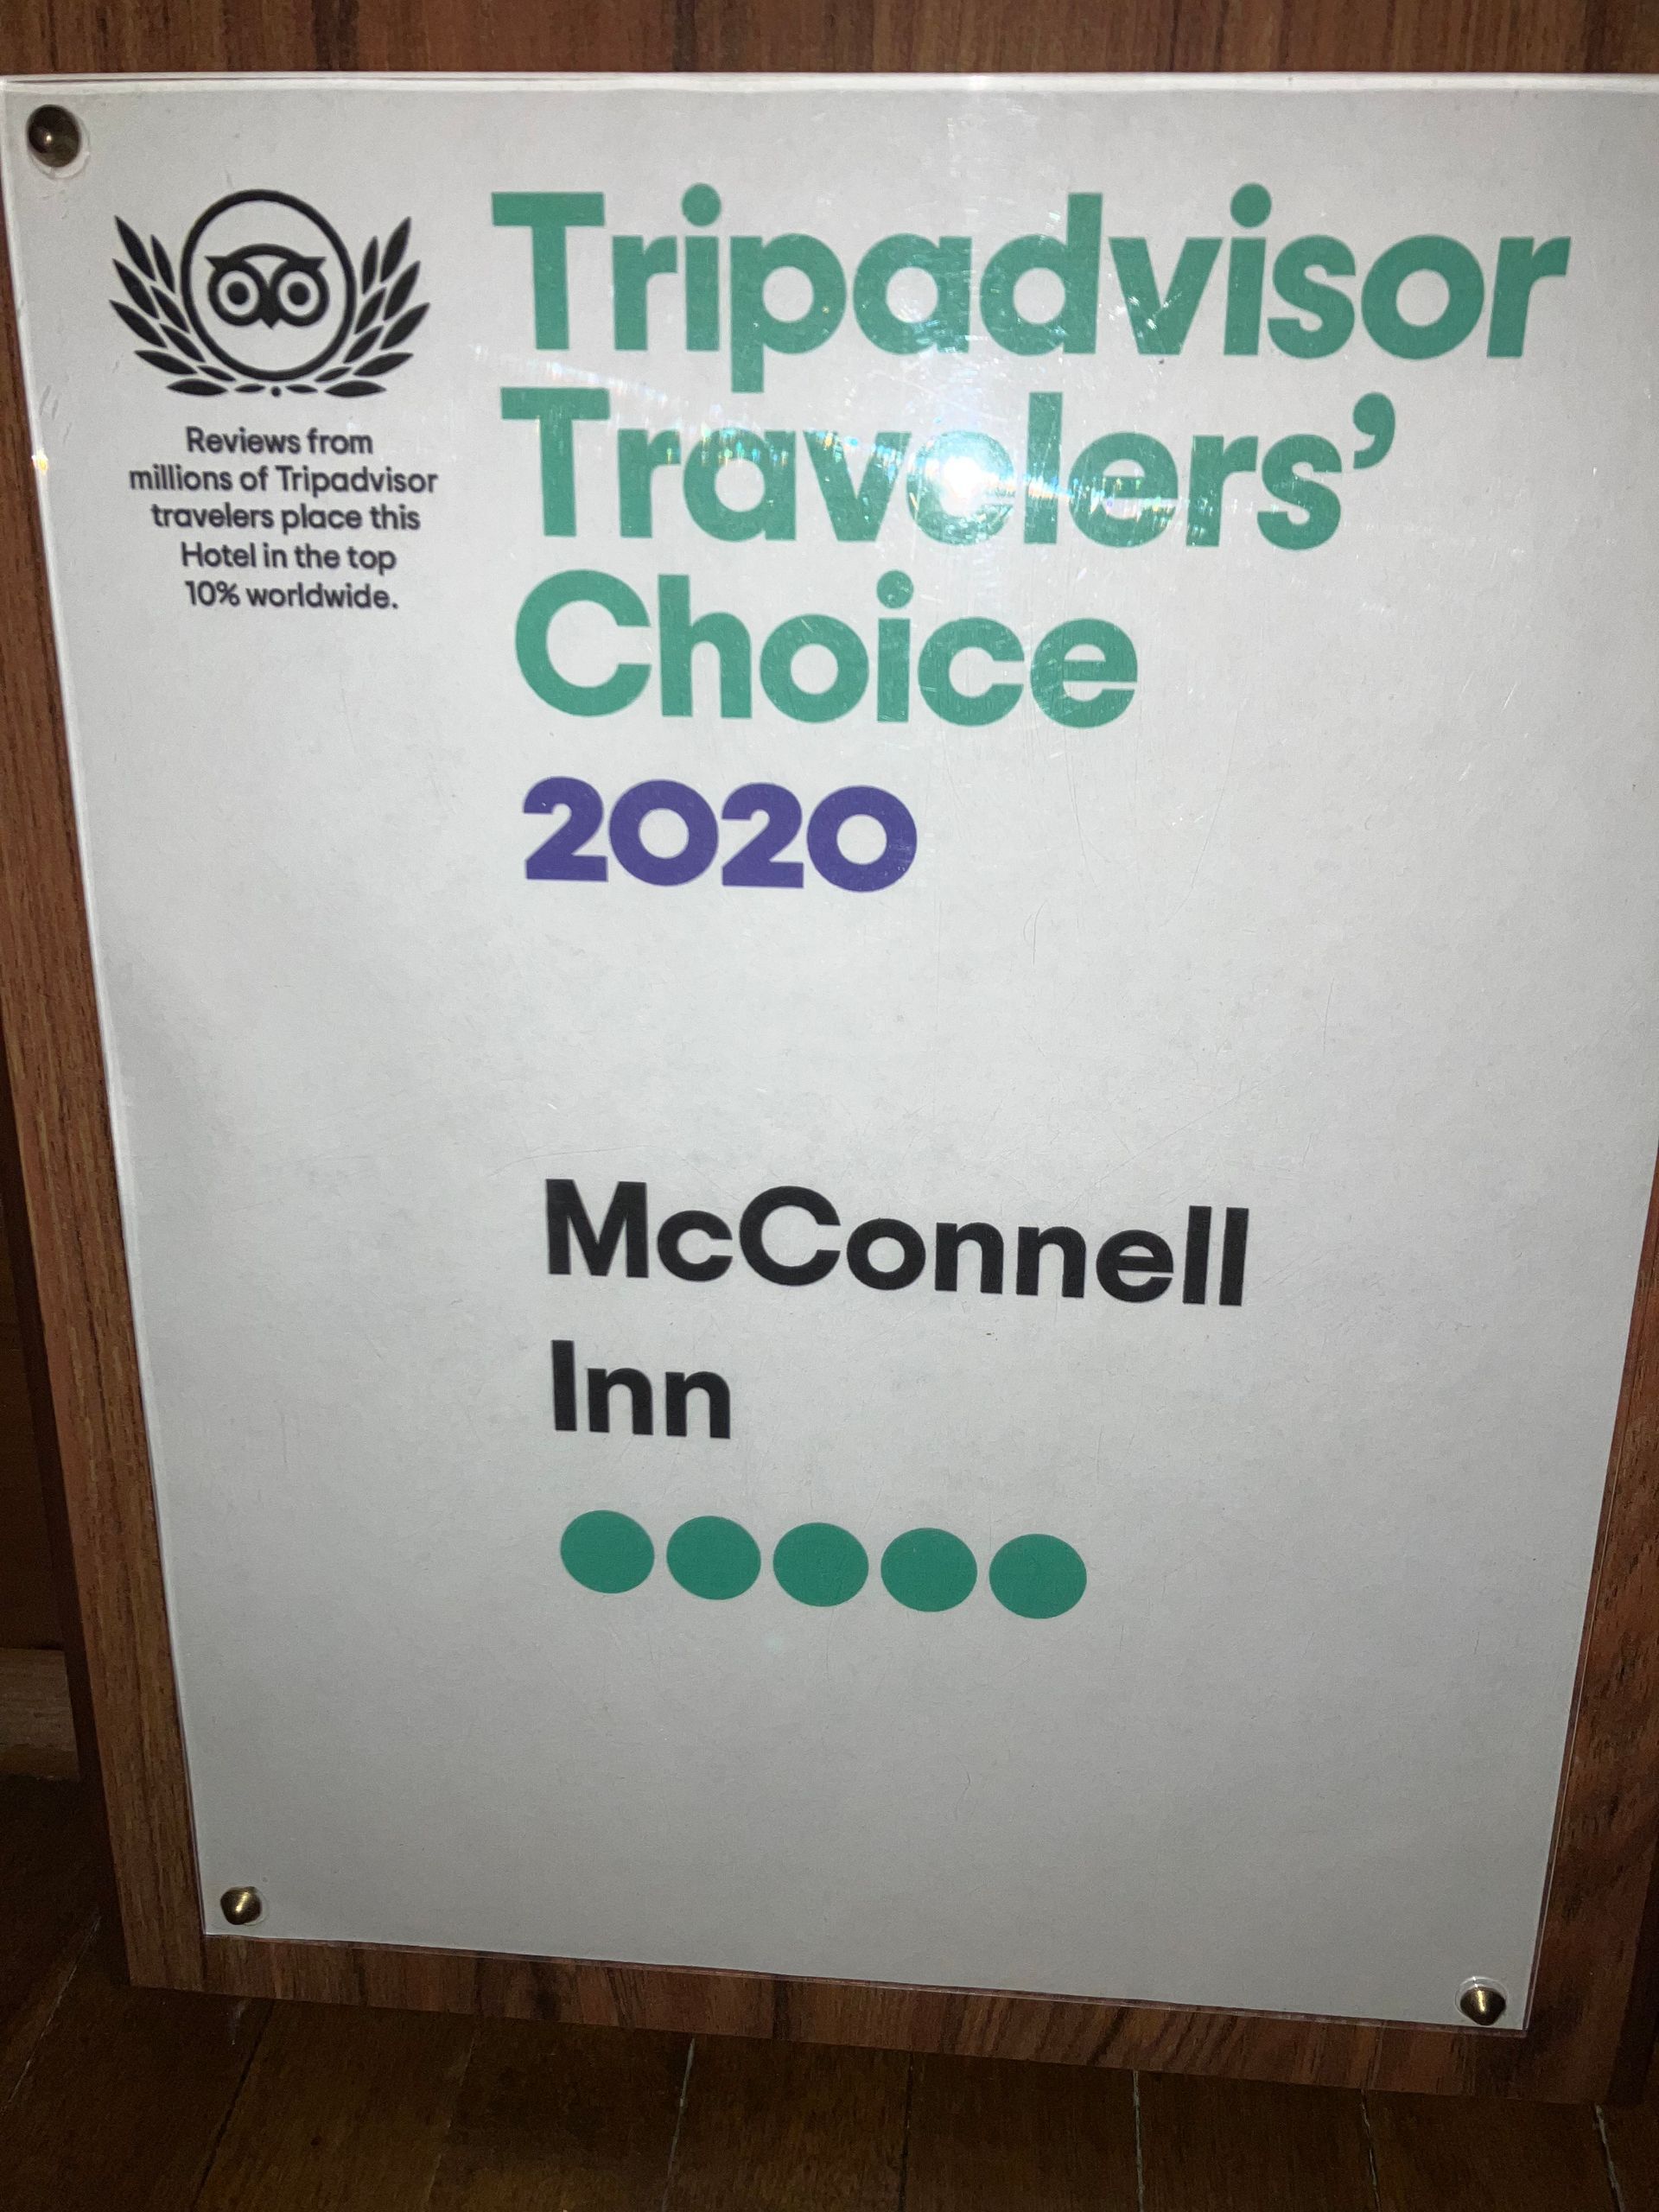 Tripadvisor
Travelers’
Choice
2020
Reviews from
millions of Tripadvisor
travelers place this
Hotel in the top
10% worldwide.
McConnell
Inn